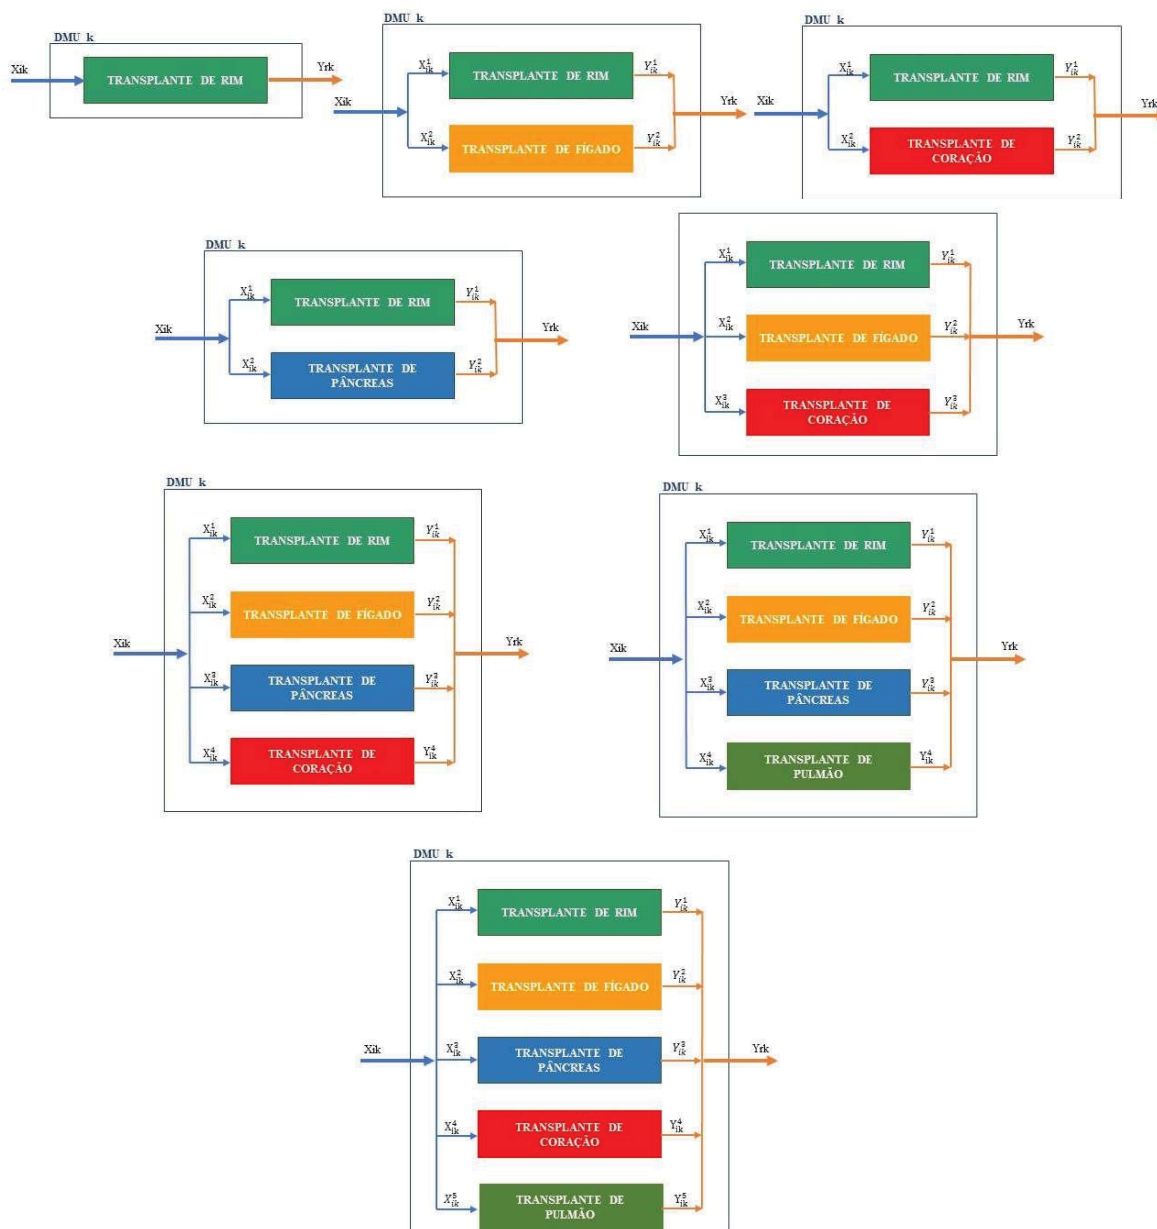 DMU k
Xik
TRANSPLANTE DE RIM
Yrk
DMU k
Xik
X¹ik
TRANSPLANTE DE RIM
Y¹ik
X²ik
TRANSPLANTE DE FÍGADO
Y²ik
Yrk
DMU k
Xik
X¹ik
TRANSPLANTE DE RIM
Y¹ik
X²ik
TRANSPLANTE DE
CORAÇÃO
Y²ik
Yrk
DMU k
Xik
X¹ik
TRANSPLANTE DE RIM
Y¹ik
X²ik
TRANSPLANTE DE
PÂNCREAS
Y²ik
Yrk
DMU k
Xik
X¹ik
TRANSPLANTE DE RIM
Y¹ik
X²ik
TRANSPLANTE DE FÍGADO
Y²ik
X³ik
TRANSPLANTE DE
CORAÇÃO
Y³ik
Yrk
DMU k
Xik
X¹ik
TRANSPLANTE DE RIM
Y¹ik
X²ik
TRANSPLANTE DE FÍGADO
Y²ik
X³ik
TRANSPLANTE DE
PÂNCREAS
Y³ik
X⁴ik
TRANSPLANTE DE
CORAÇÃO
Y⁴ik
Yrk
DMU k
Xik
X¹ik
TRANSPLANTE DE RIM
Y¹ik
X²ik
TRANSPLANTE DE FÍGADO
Y²ik
X³ik
TRANSPLANTE DE
PÂNCREAS
Y³ik
X⁴ik
TRANSPLANTE DE
PULMÃO
Y⁴ik
Yrk
DMU k
Xik
X¹ik
TRANSPLANTE DE RIM
Y¹ik
X²ik
TRANSPLANTE DE FÍGADO
Y²ik
X³ik
TRANSPLANTE DE
PÂNCREAS
Y³ik
X⁴ik
TRANSPLANTE DE
CORAÇÃO
Y⁴ik
X⁵ik
TRANSPLANTE DE
PULMÃO
Y⁵ik
Yrk